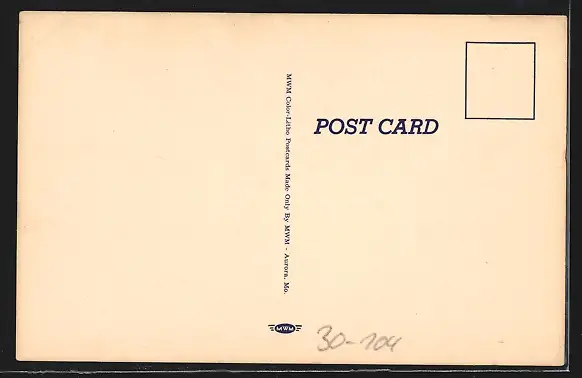 MWM Color-Litho Postcards Made Only By MWM - Aurora, Mo.
POST CARD
MWM
30-104